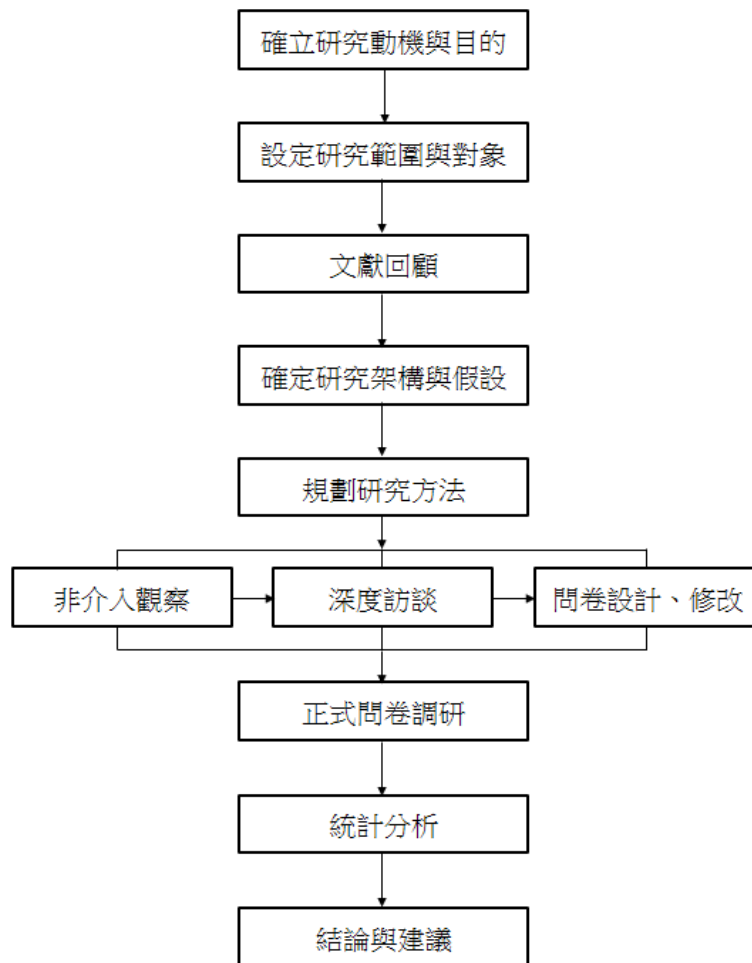 確立研究動機與目的
設定研究範圍與對象
文獻回顧
確定研究架構與假設
規劃研究方法
非介入觀察
深度訪談
問卷設計、修改
正式問卷調研
統計分析
結論與建議